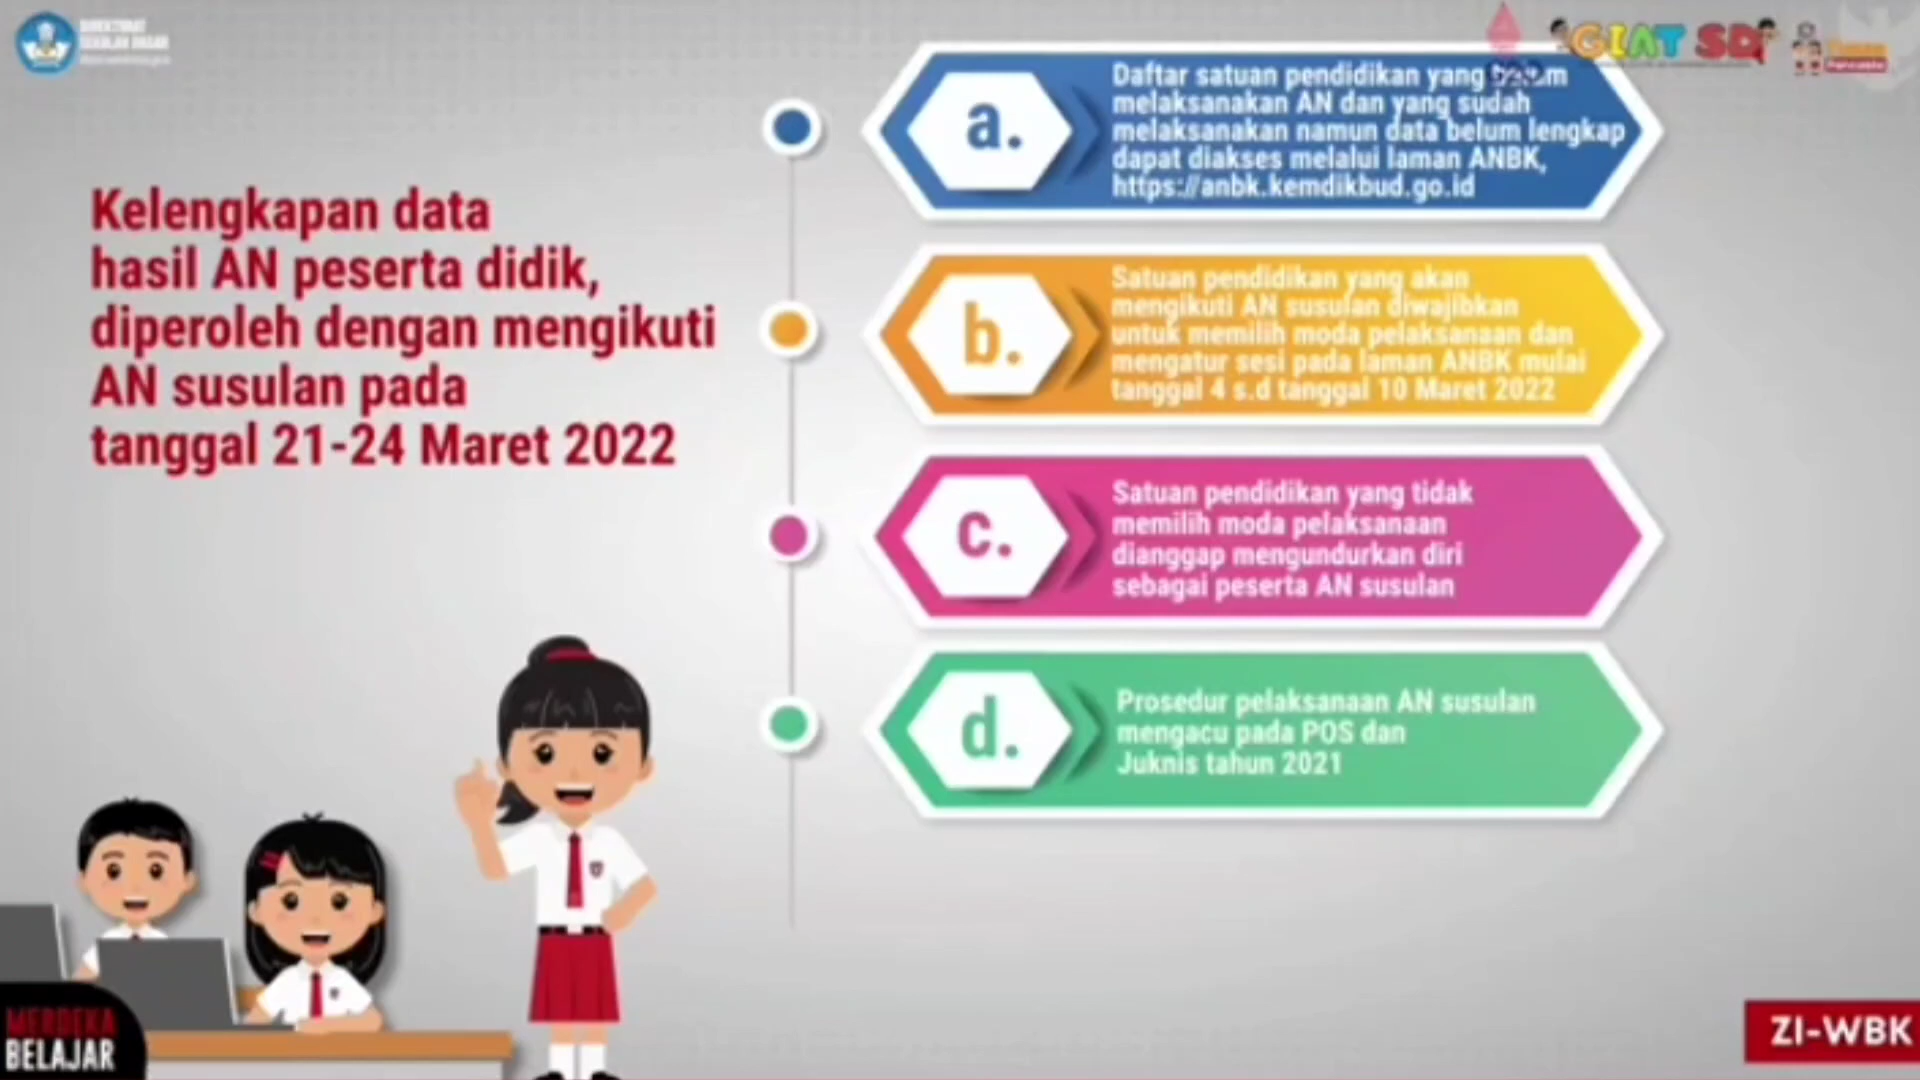 DIREKTORAT
SEKOLAH DASAR
GIAT SD
Kelengkapan data
hasil AN peserta didik,
diperoleh dengan mengikuti
AN susulan pada
tanggal 21-24 Maret 2022
a.
Daftar satuan pendidikan yang belum
melaksanakan AN dan yang sudah
melaksanakan namun data belum lengkap
dapat diakses melalui laman ANBK,
https://anbk.kemdikbud.go.id
b.
Satuan pendidikan yang akan
mengikuti AN susulan diwajibkan
untuk memilih moda pelaksanaan dan
mengatur sesi pada laman ANBK mulai
tanggal 4 s.d tanggal 10 Maret 2022
c.
Satuan pendidikan yang tidak
memilih moda pelaksanaan
dianggap mengundurkan diri
sebagai peserta AN susulan
d.
Prosedur pelaksanaan AN susulan
mengacu pada POS dan
Juknis tahun 2021
MERDEKA
BELAJAR
ZI-WBK